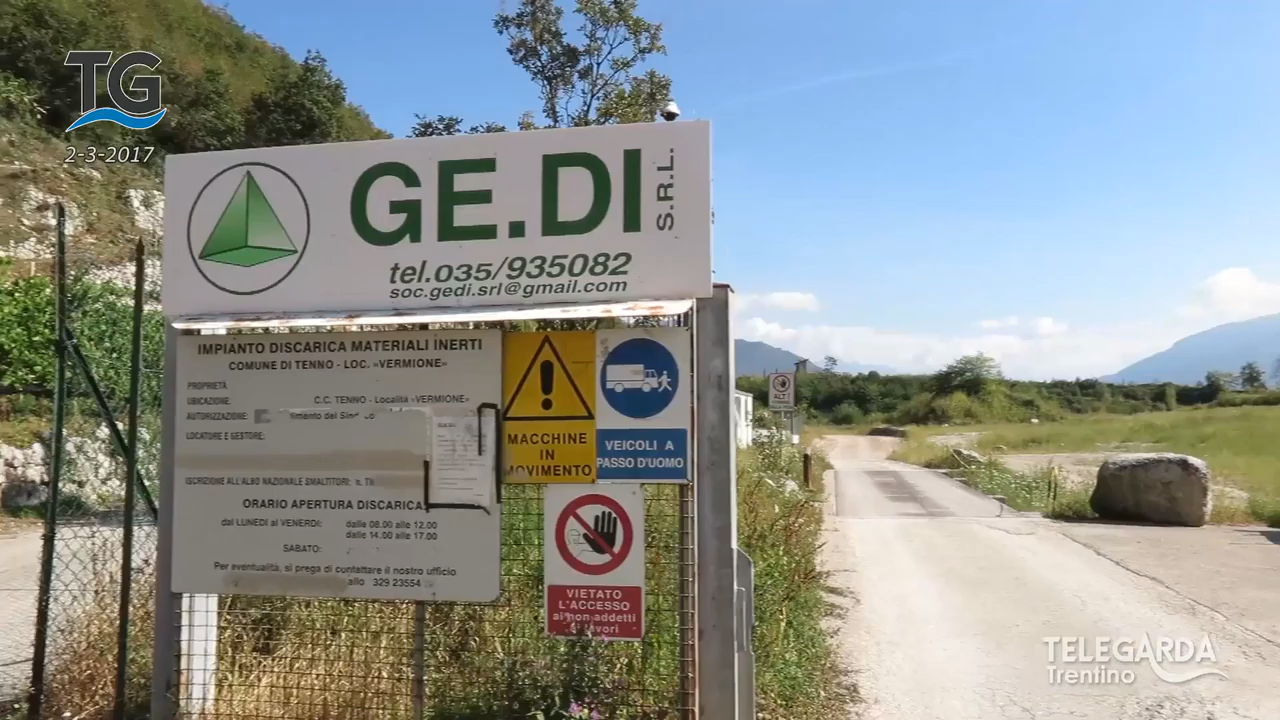 TG
2-3-2017
GE.DI S.R.L.
tel.035/935082
soc.gedi.srl@gmail.com
IMPIANTO DISCARICA MATERIALI INERTI
COMUNE DI TENNO - LOC. «VERMIONE»
PROPRIETÀ
UBICAZIONE: C.C. TENNO - Località «VERMIONE»
AUTORIZZAZIONE:
LOCATORE E GESTORE:
ISCRIZIONE ALL'ALBO NAZIONALE SMALTITORI: n. TN
ORARIO APERTURA DISCARICA
dal LUNEDI al VENERDI: dalle 08.00 alle 12.00
dalle 14.00 alle 17.00
SABATO:
Per eventualità, si prega di contattare il nostro ufficio
allo 329 23554
MACCHINE
IN
MOVIMENTO
VEICOLI A
PASSO D'UOMO
VIETATO
L'ACCESSO
ai non addetti
ai lavori
ALT
TELEGARDA
Trentino